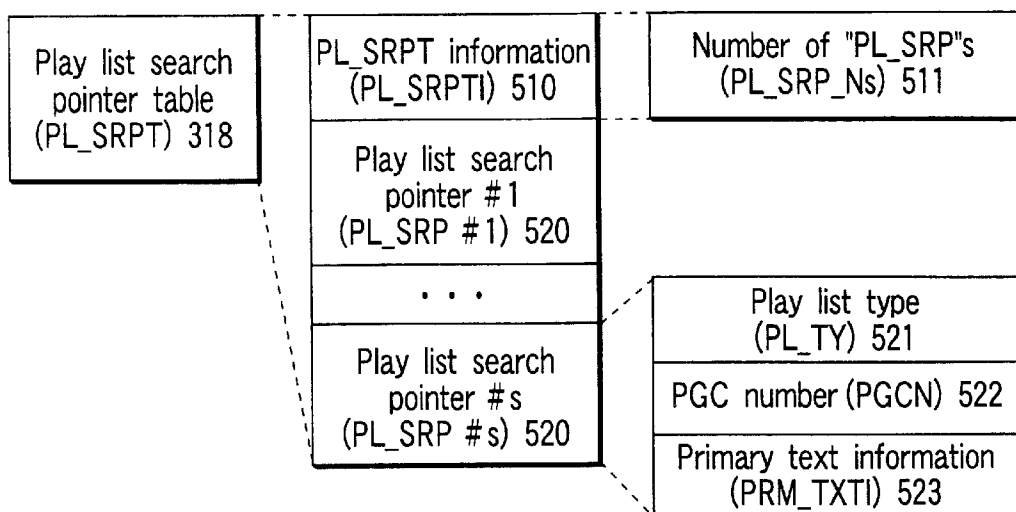 Play list search
pointer table
(PL_SRPT) 318
PL_SRPT information
(PL_SRPTI) 510
Play list search
pointer #1
(PL_SRP #1) 520
• • •
Play list search
pointer #s
(PL_SRP #s) 520
Number of "PL_SRP"s
(PL_SRP_Ns) 511
Play list type
(PL_TY) 521
PGC number (PGCN) 522
Primary text information
(PRM_TXTI) 523